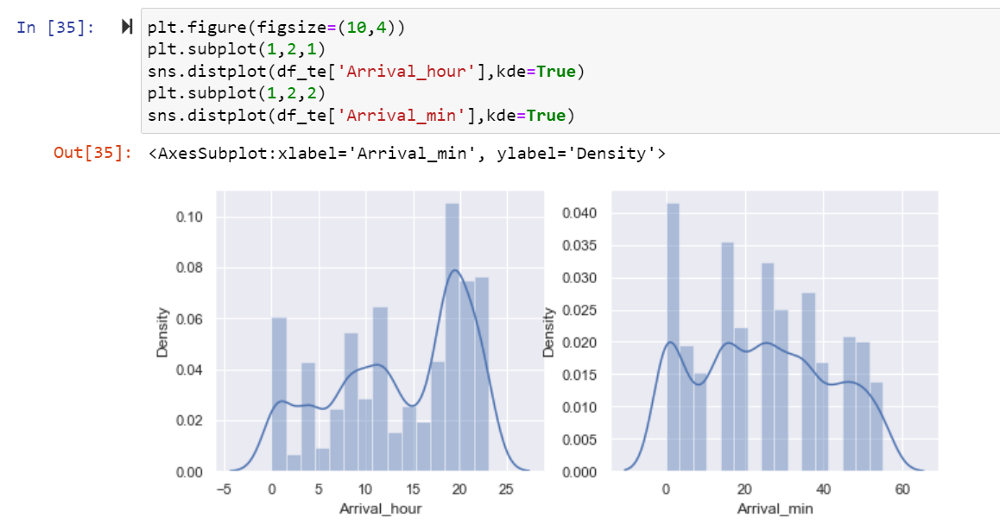 In [35]:
plt.figure(figsize=(10,4))
plt.subplot(1,2,1)
sns.distplot(df_te['Arrival_hour'],kde=True)
plt.subplot(1,2,2)
sns.distplot(df_te['Arrival_min'],kde=True)
Out[35]: <AxesSubplot:xlabel='Arrival_min', ylabel='Density'>
Density
0.10
0.08
0.06
0.04
0.02
0.00
−5 0 5 10 15 20 25
Arrival_hour
Density
0.040
0.035
0.030
0.025
0.020
0.015
0.010
0.005
0.000
0 20 40 60
Arrival_min